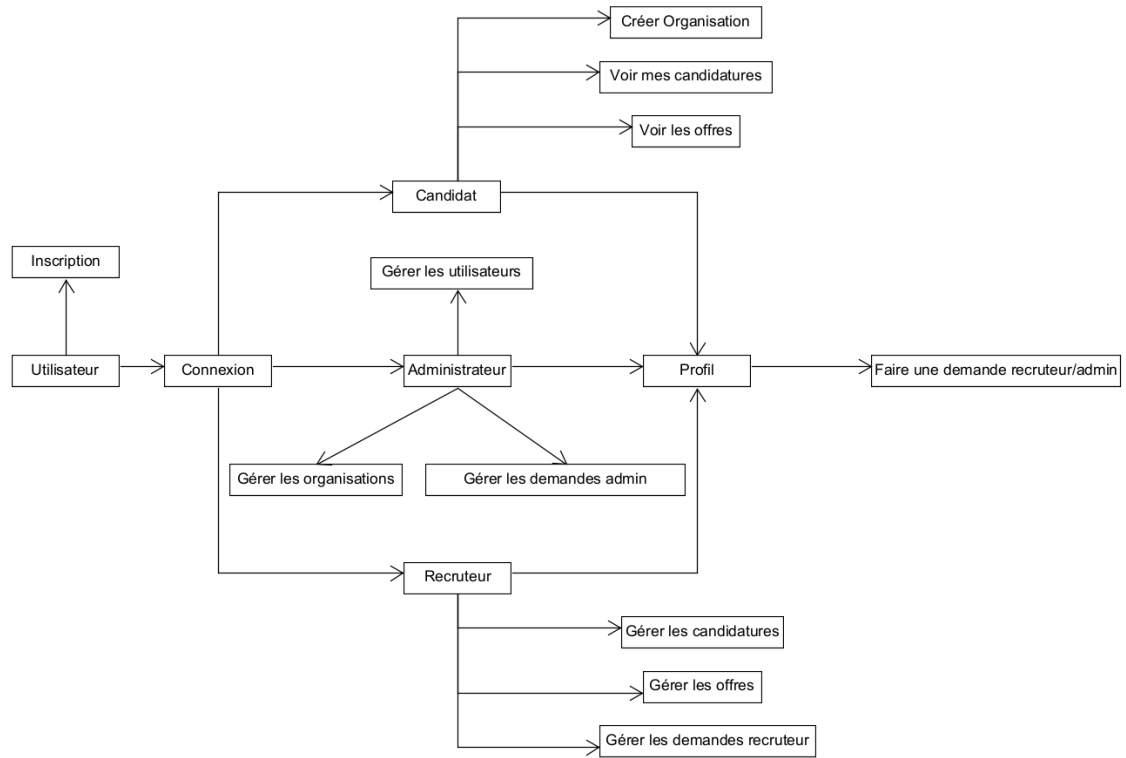 Créer Organisation
Voir mes candidatures
Voir les offres
Candidat
Inscription
Gérer les utilisateurs
Utilisateur
Connexion
Administrateur
Profil
Faire une demande recruteur/admin
Gérer les organisations
Gérer les demandes admin
Recruteur
Gérer les candidatures
Gérer les offres
Gérer les demandes recruteur